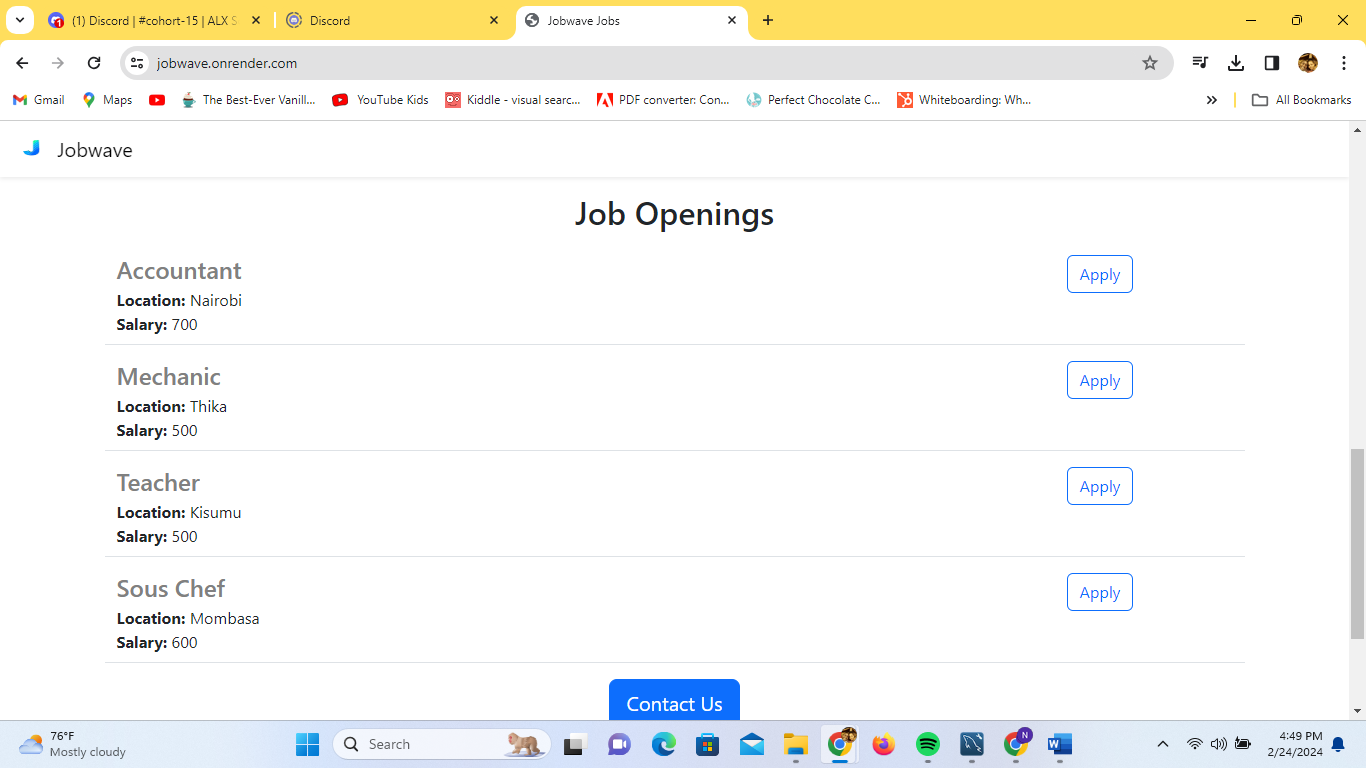 (1) Discord | #cohort-15 | ALX S
Discord
Jobwave Jobs
jobwave.onrender.com
Gmail
Maps
The Best-Ever Vanill...
YouTube Kids
Kiddle - visual searc...
PDF converter: Con...
Perfect Chocolate C...
Whiteboarding: Wh...
All Bookmarks
Jobwave
Job Openings
Accountant
Apply
Location: Nairobi
Salary: 700
Mechanic
Apply
Location: Thika
Salary: 500
Teacher
Apply
Location: Kisumu
Salary: 500
Sous Chef
Apply
Location: Mombasa
Salary: 600
Contact Us
76°F
Mostly cloudy
Search
N
4:49 PM
2/24/2024